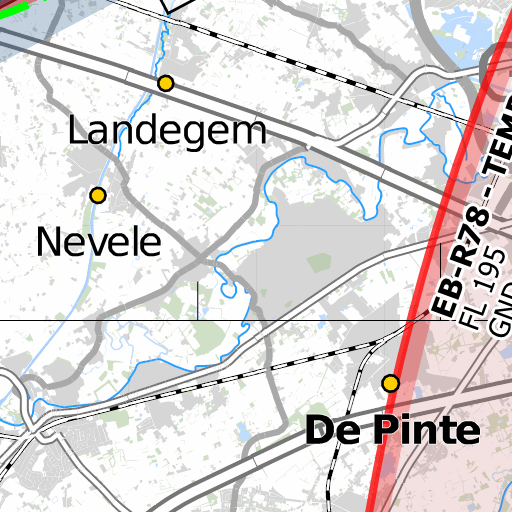 Landegem
Nevele
De Pinte
EB-R78 - TEMP
FL 195
GND